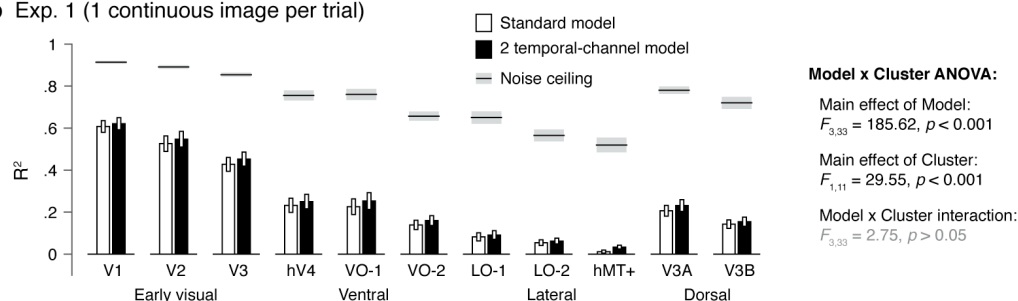 Exp. 1 (1 continuous image per trial)
Standard model
2 temporal-channel model
Noise ceiling
1
.8
.6
.4
.2
0
R²
V1 V2 V3 hV4 VO-1 VO-2 LO-1 LO-2 hMT+ V3A V3B
Early visual Ventral Lateral Dorsal
Model x Cluster ANOVA:
Main effect of Model:
F3,33 = 185.62, p < 0.001
Main effect of Cluster:
F1,11 = 29.55, p < 0.001
Model x Cluster interaction:
F3,33 = 2.75, p > 0.05